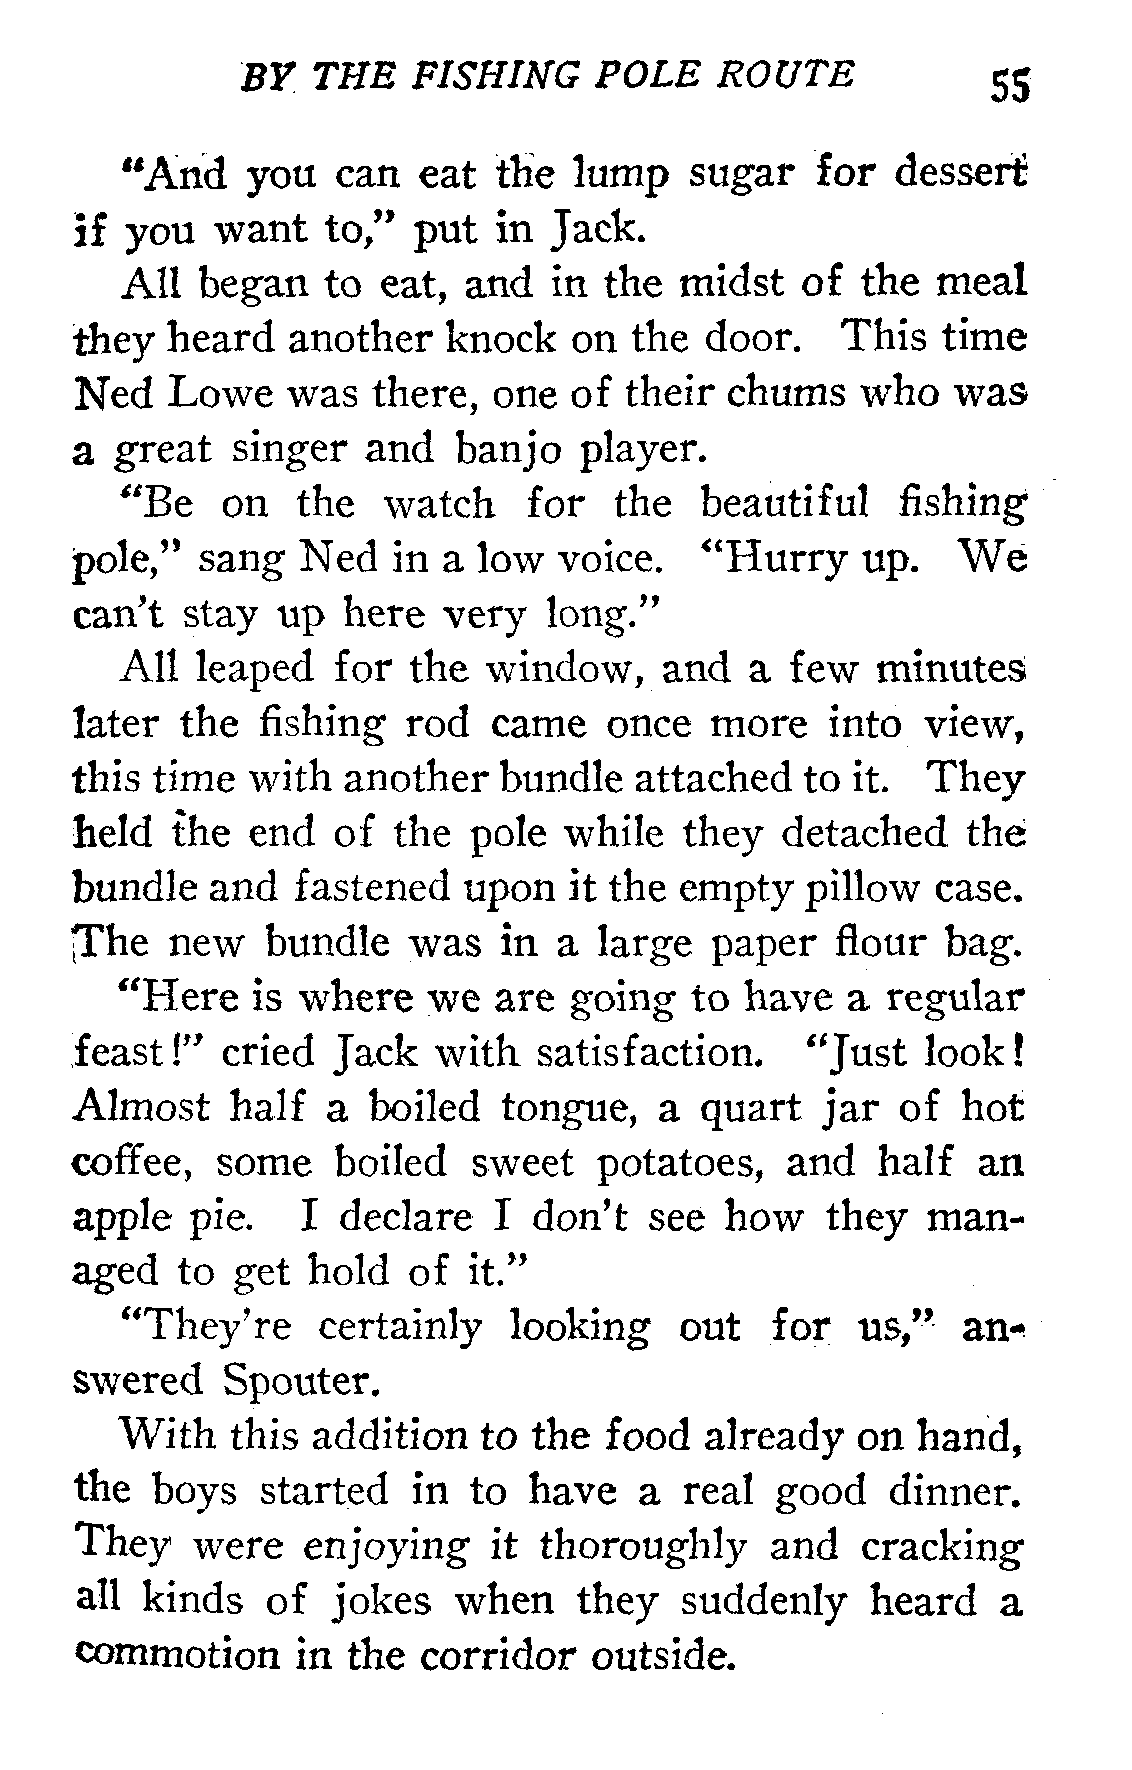 BY THE FISHING POLE ROUTE 55
“And you can eat the lump sugar for dessert
if you want to,” put in Jack.
All began to eat, and in the midst of the meal
they heard another knock on the door. This time
Ned Lowe was there, one of their chums who was
a great singer and banjo player.
“Be on the watch for the beautiful fishing
pole,” sang Ned in a low voice. “Hurry up. We
can’t stay up here very long.”
All leaped for the window, and a few minutes
later the fishing rod came once more into view,
this time with another bundle attached to it. They
held the end of the pole while they detached the
bundle and fastened upon it the empty pillow case.
The new bundle was in a large paper flour bag.
“Here is where we are going to have a regular
feast!” cried Jack with satisfaction. “Just look!
Almost half a boiled tongue, a quart jar of hot
coffee, some boiled sweet potatoes, and half an
apple pie. I declare I don’t see how they man-
aged to get hold of it.”
“They’re certainly looking out for us,” an-
swered Spouter.
With this addition to the food already on hand,
the boys started in to have a real good dinner.
They were enjoying it thoroughly and cracking
all kinds of jokes when they suddenly heard a
commotion in the corridor outside.